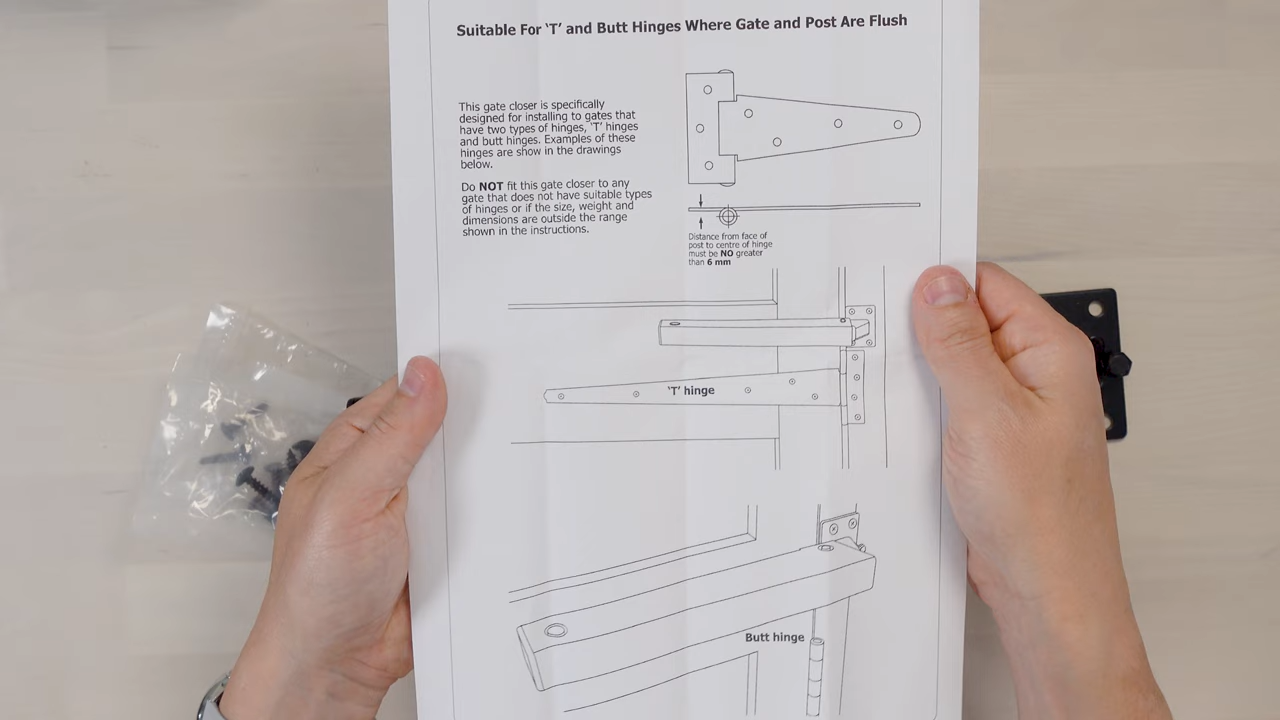 Suitable For ‘T’ and Butt Hinges Where Gate and Post Are Flush
This gate closer is specifically
designed for installing to gates that
have two types of hinges, ‘T’ hinges
and butt hinges. Examples of these
hinges are show in the drawings
below.
Do NOT fit this gate closer to any
gate that does not have suitable types
of hinges or if the size, weight and
dimensions are outside the range
shown in the instructions.
Distance from face of
post to centre of hinge
must be NO greater
than 6 mm
‘T’ hinge
Butt hinge